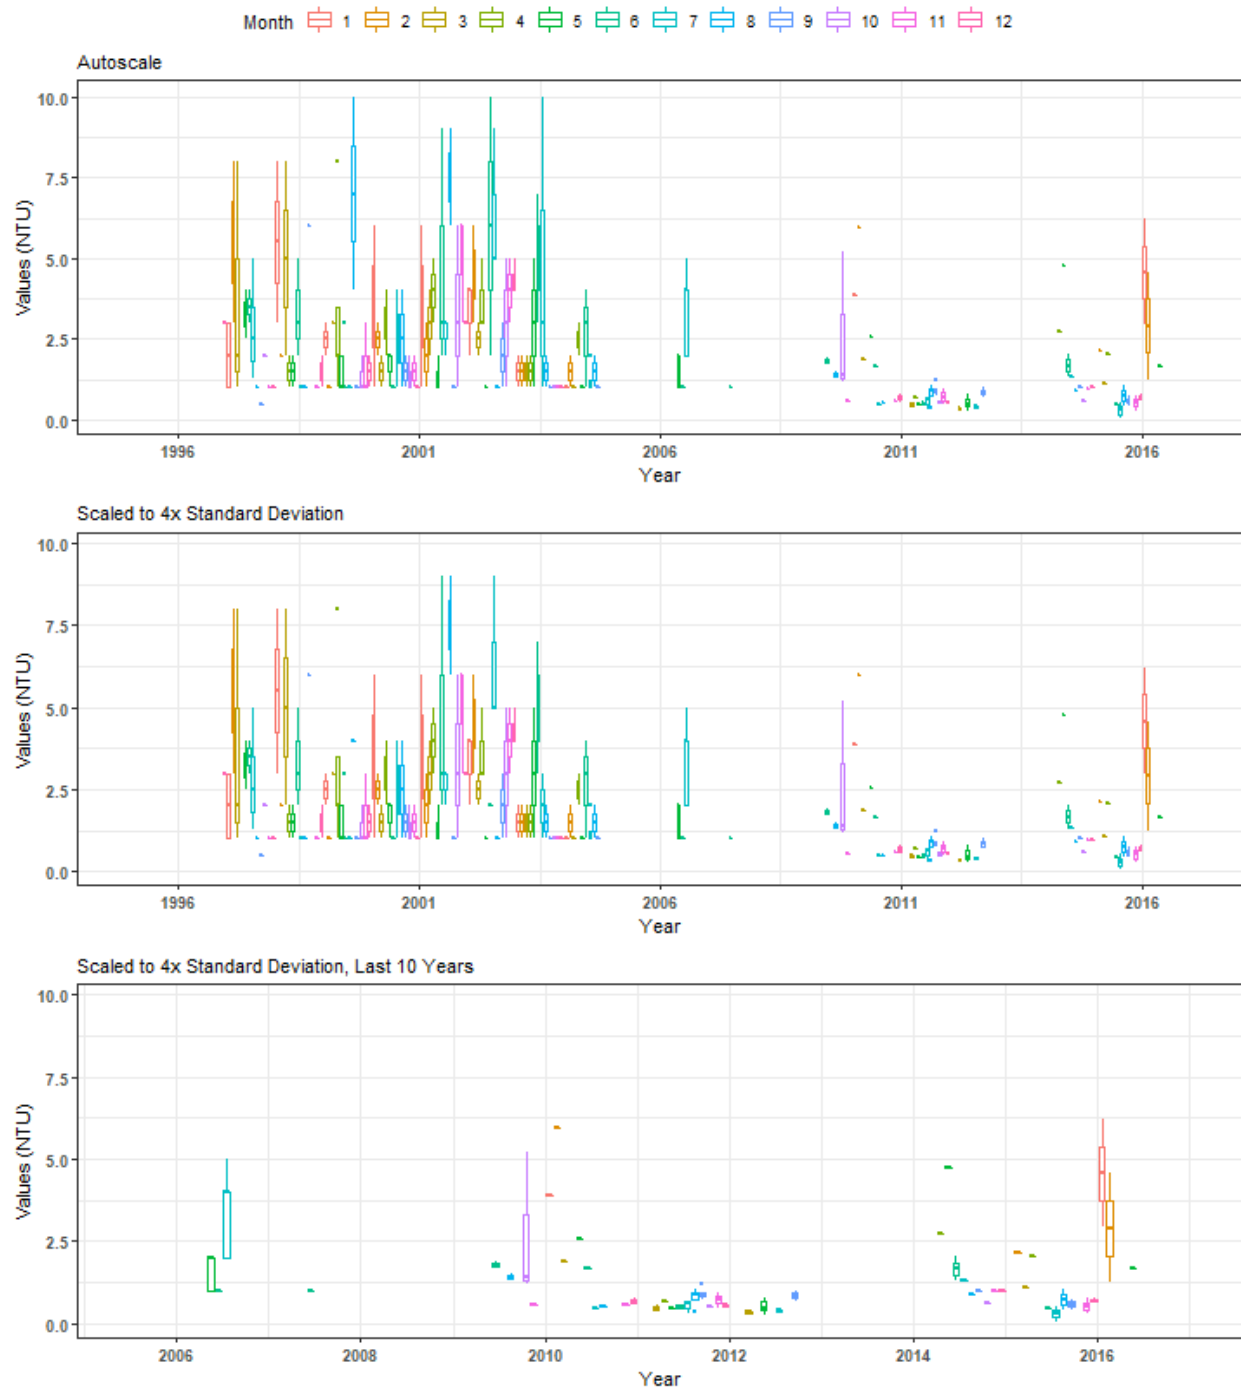 Month 1 2 3 4 5 6 7 8 9 10 11 12
Autoscale
10.0
7.5
5.0
2.5
0.0
Values (NTU)
1996 2001 2006 2011 2016
Year
Scaled to 4x Standard Deviation
10.0
7.5
5.0
2.5
0.0
Values (NTU)
1996 2001 2006 2011 2016
Year
Scaled to 4x Standard Deviation, Last 10 Years
10.0
7.5
5.0
2.5
0.0
Values (NTU)
2006 2008 2010 2012 2014 2016
Year